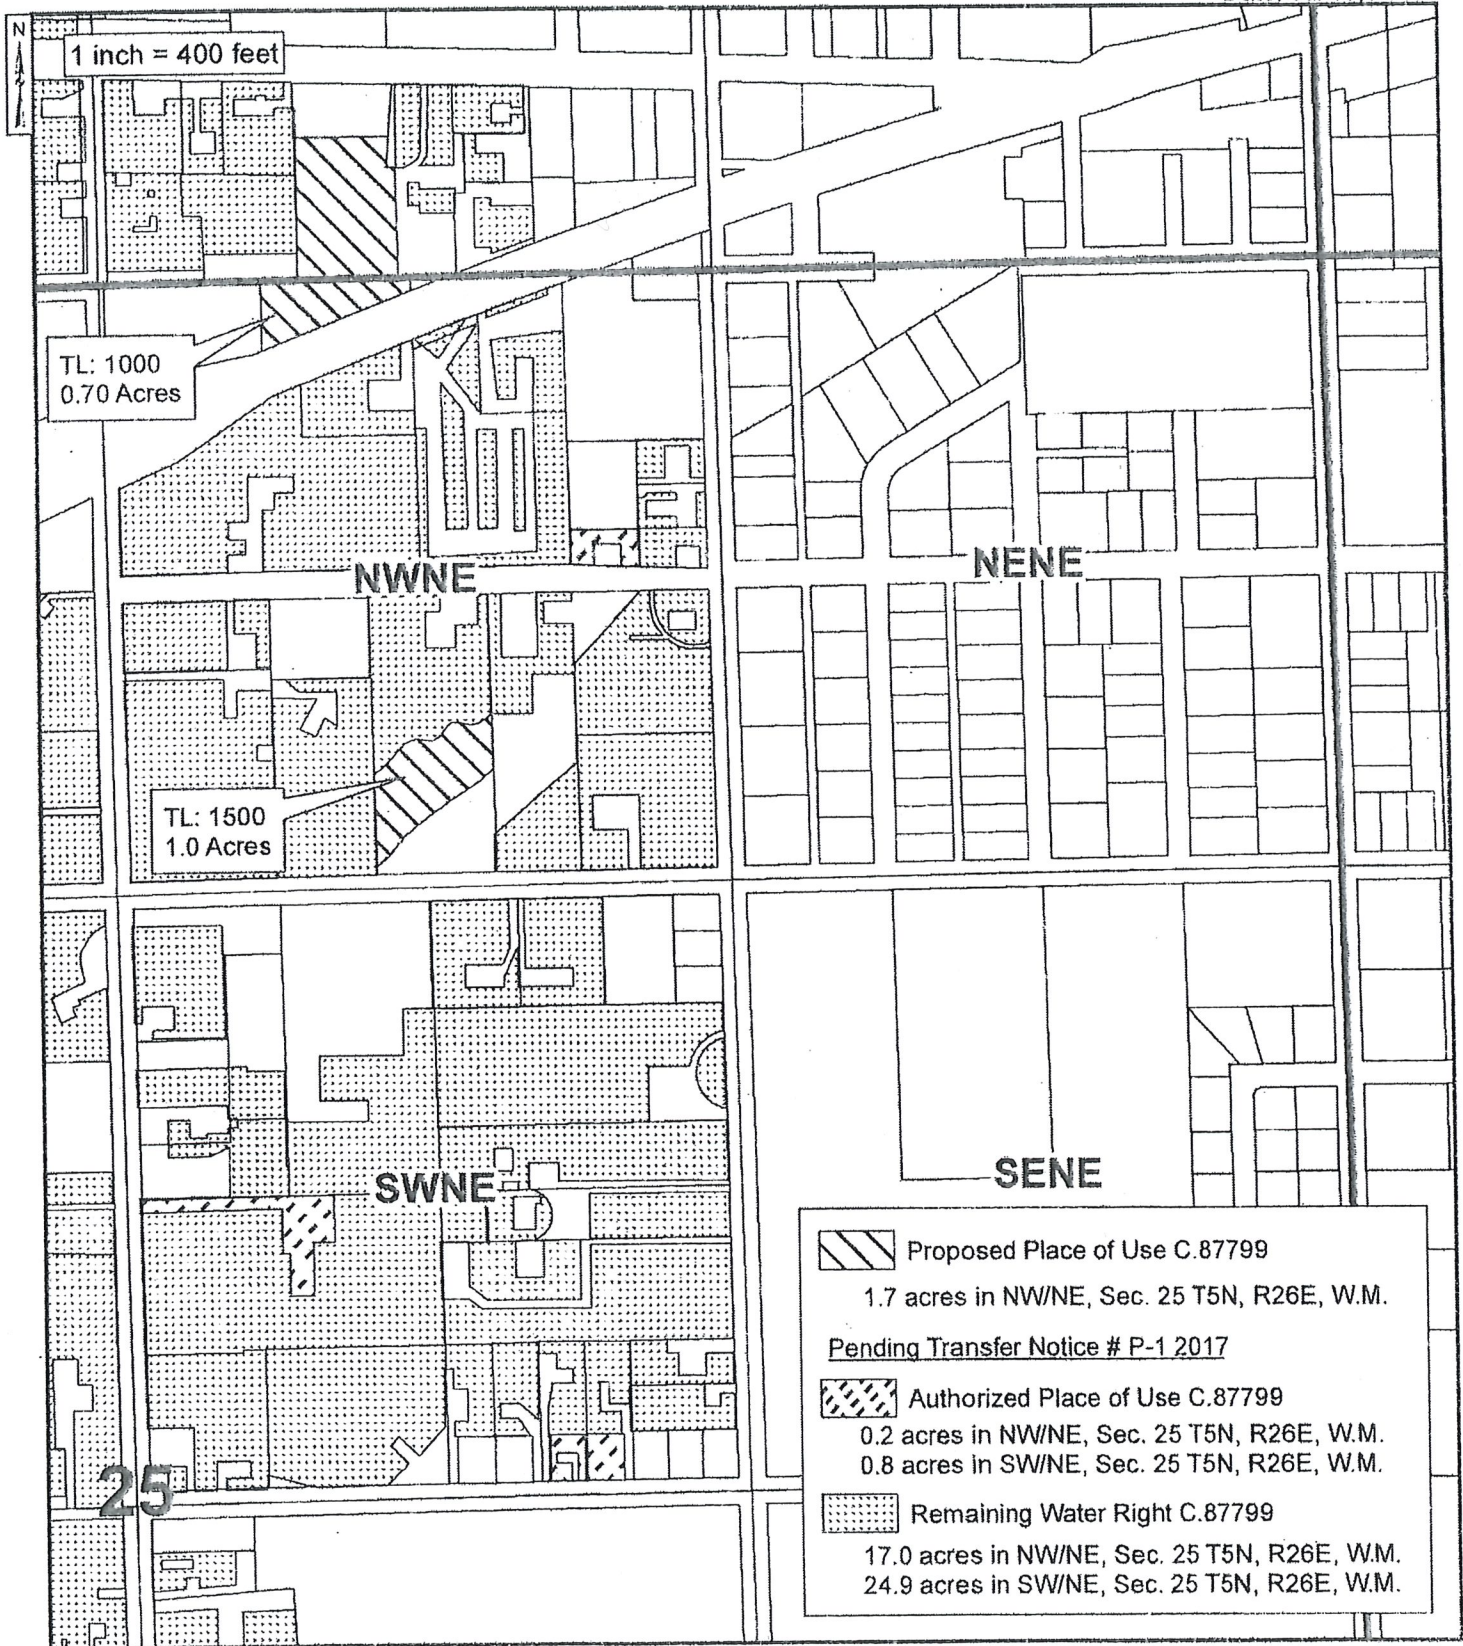 N
1 inch = 400 feet
TL: 1000
0.70 Acres
NWNE
NENE
TL: 1500
1.0 Acres
SWNE
SENE
25
Proposed Place of Use C.87799
1.7 acres in NW/NE, Sec. 25 T5N, R26E, W.M.
Pending Transfer Notice # P-1 2017
Authorized Place of Use C.87799
0.2 acres in NW/NE, Sec. 25 T5N, R26E, W.M.
0.8 acres in SW/NE, Sec. 25 T5N, R26E, W.M.
Remaining Water Right C.87799
17.0 acres in NW/NE, Sec. 25 T5N, R26E, W.M.
24.9 acres in SW/NE, Sec. 25 T5N, R26E, W.M.